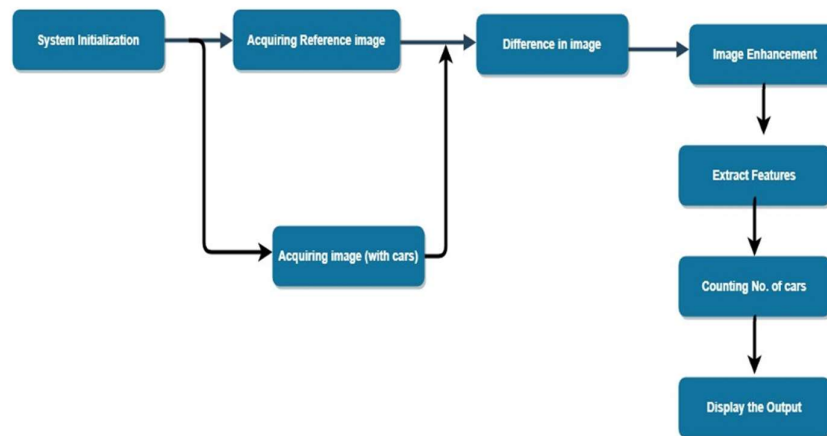 System Initialization
Acquiring Reference image
Difference in image
Image Enhancement
Acquiring image (with cars)
Extract Features
Counting No. of cars
Display the Output